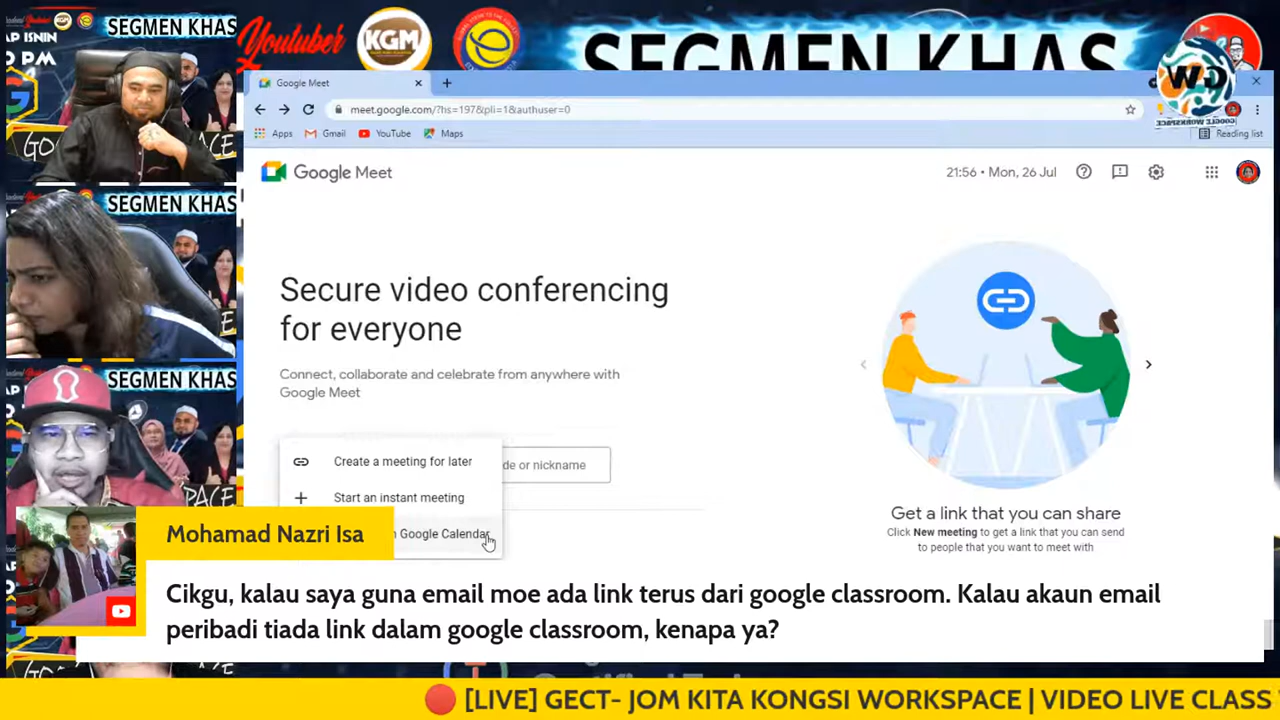 AP ISNIN
SEGMEN KHAS
Youtuber
KGM
SEGMEN KHAS
WD
GOOGLE WORKSPACE
Google Meet
meet.google.com/?hs=197&pli=1&authuser=0
Apps
Gmail
YouTube
Maps
Reading list
Google Meet
21:56 • Mon, 26 Jul
SEGMEN KHAS
Secure video conferencing
for everyone
Connect, collaborate and celebrate from anywhere with
Google Meet
SEGMEN KHAS
Create a meeting for later
de or nickname
Start an instant meeting
Google Calendar
Get a link that you can share
Click New meeting to get a link that you can send
to people that you want to meet with
Mohamad Nazri Isa
Cikgu, kalau saya guna email moe ada link terus dari google classroom. Kalau akaun email
peribadi tiada link dalam google classroom, kenapa ya?
[LIVE] GECT- JOM KITA KONGSI WORKSPACE | VIDEO LIVE CLASS